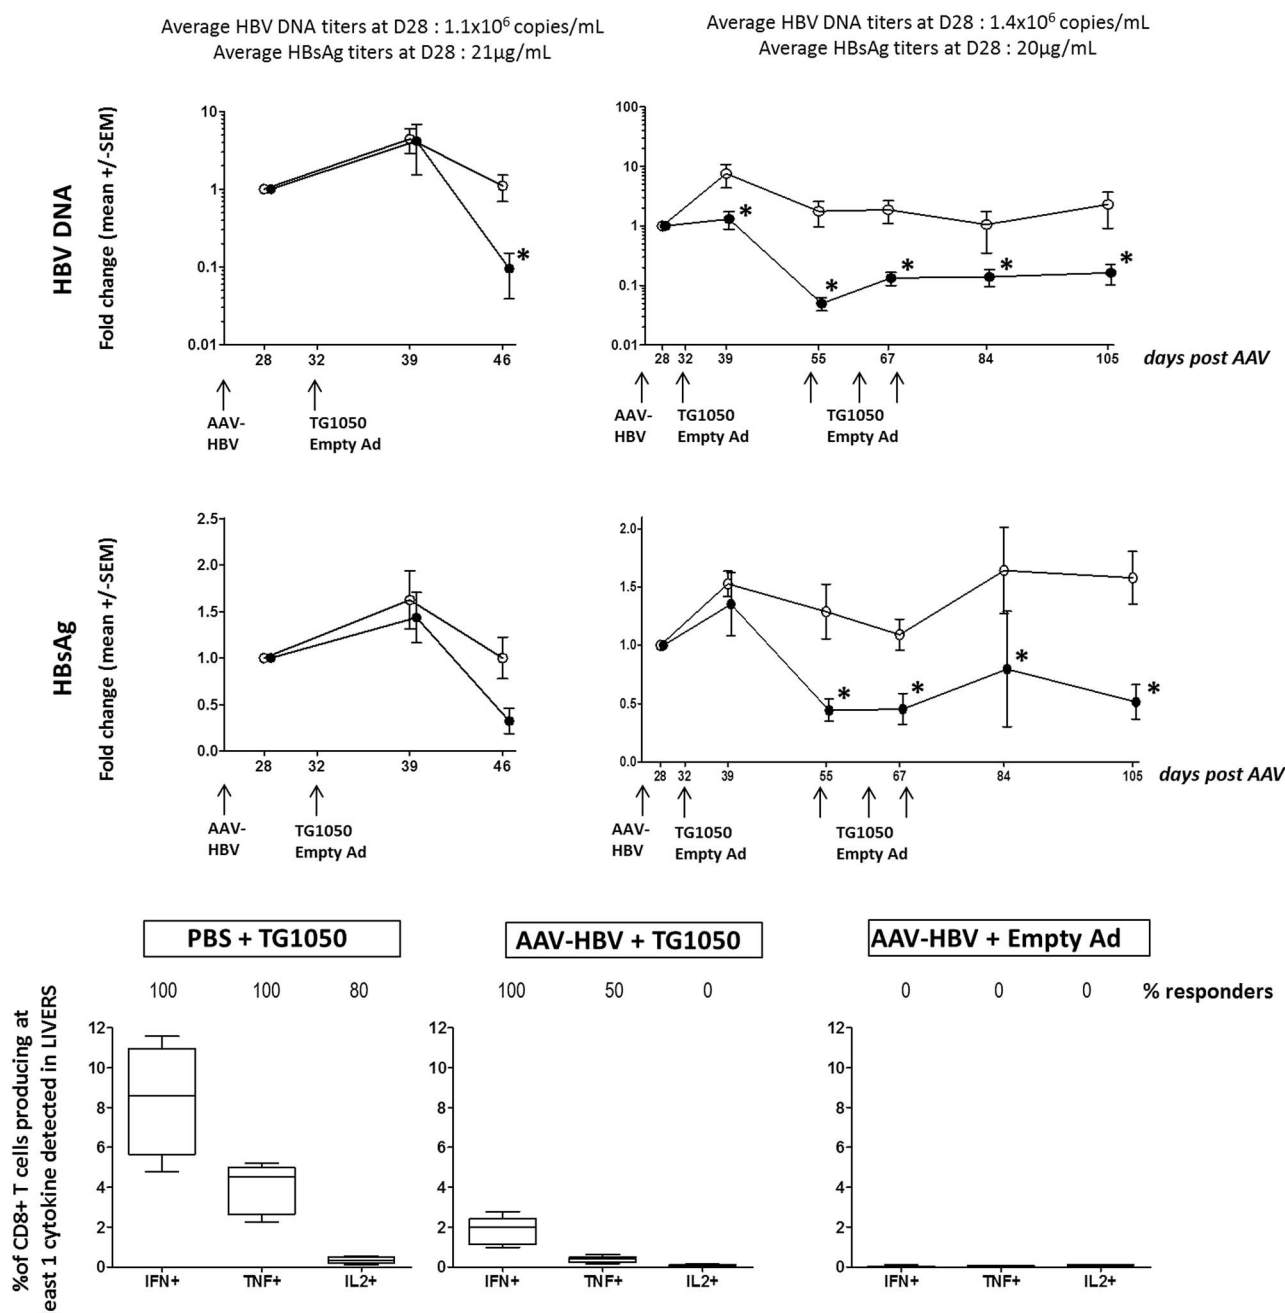 Average HBV DNA titers at D28 : 1.1x10⁶ copies/mL
Average HBsAg titers at D28 : 21µg/mL
Average HBV DNA titers at D28 : 1.4x10⁶ copies/mL
Average HBsAg titers at D28 : 20µg/mL
HBV DNA
Fold change (mean +/-SEM)
10
1
0.1
0.01
28 32 39 46
AAV-
HBV
TG1050
Empty Ad
*
100
10
1
0.1
0.01
* * * * *
28 32 39 55 67 84 105
days post AAV
AAV-
HBV
TG1050
Empty Ad
TG1050
Empty Ad
HBsAg
Fold change (mean +/-SEM)
2.5
2.0
1.5
1.0
0.5
0.0
28 32 39 46
AAV-
HBV
TG1050
Empty Ad
2.0
1.5
1.0
0.5
0.0
* * * *
28 32 39 55 67 84 105
days post AAV
AAV-
HBV
TG1050
Empty Ad
TG1050
Empty Ad
PBS + TG1050
AAV-HBV + TG1050
AAV-HBV + Empty Ad
100 100 80
100 50 0
0 0 0
% responders
%of CD8+ T cells producing at
east 1 cytokine detected in LIVERS
12
10
8
6
4
2
0
IFN+ TNF+ IL2+
12
10
8
6
4
2
0
IFN+ TNF+ IL2+
12
10
8
6
4
2
0
IFN+ TNF+ IL2+